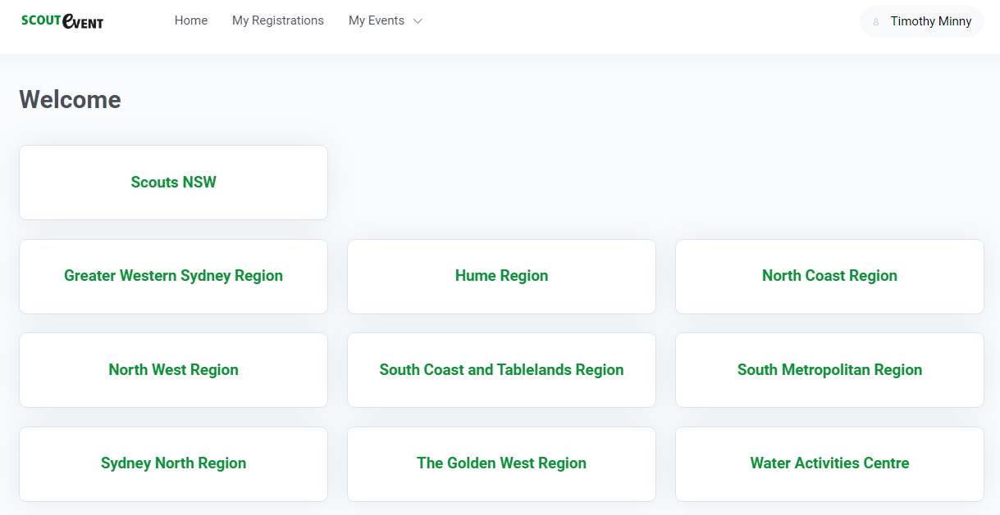 SCOUTeVENT Home My Registrations My Events Timothy Minny
Welcome
Scouts NSW
Greater Western Sydney Region Hume Region North Coast Region
North West Region South Coast and Tablelands Region South Metropolitan Region
Sydney North Region The Golden West Region Water Activities Centre